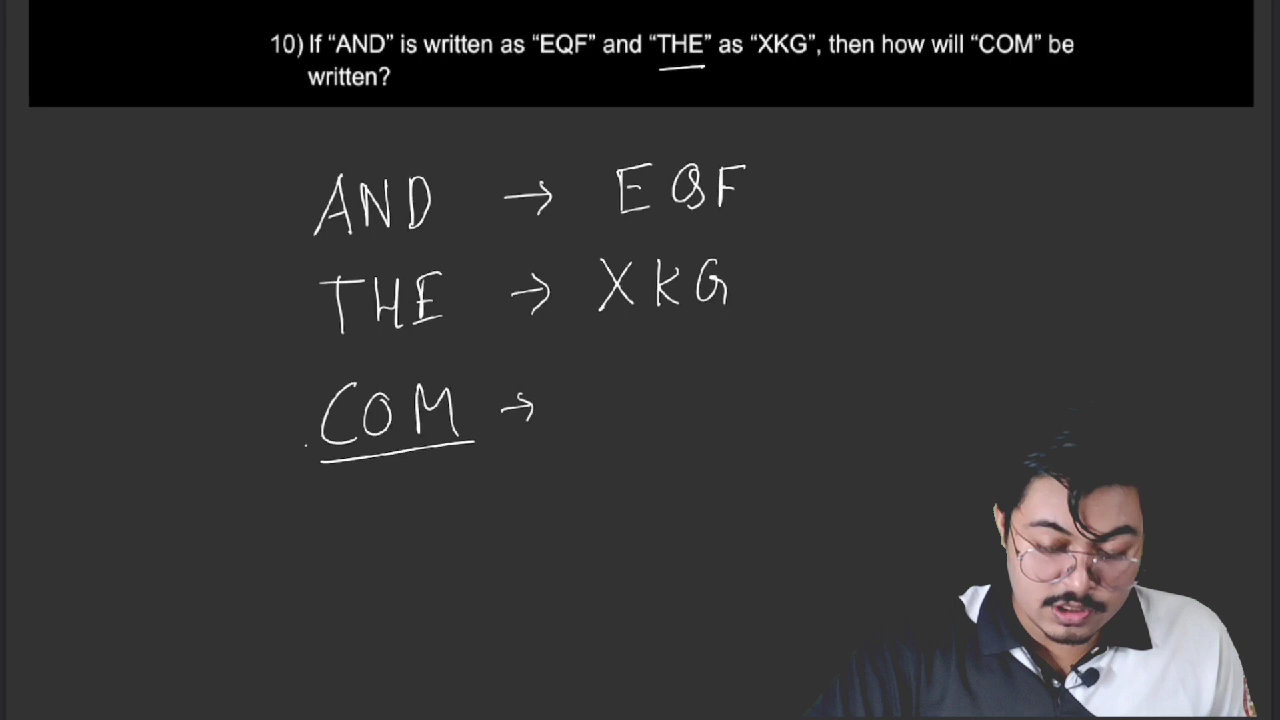 10) If “AND” is written as “EQF” and “THE” as “XKG”, then how will “COM” be
written?
AND → EQF
THE → XKG
COM →